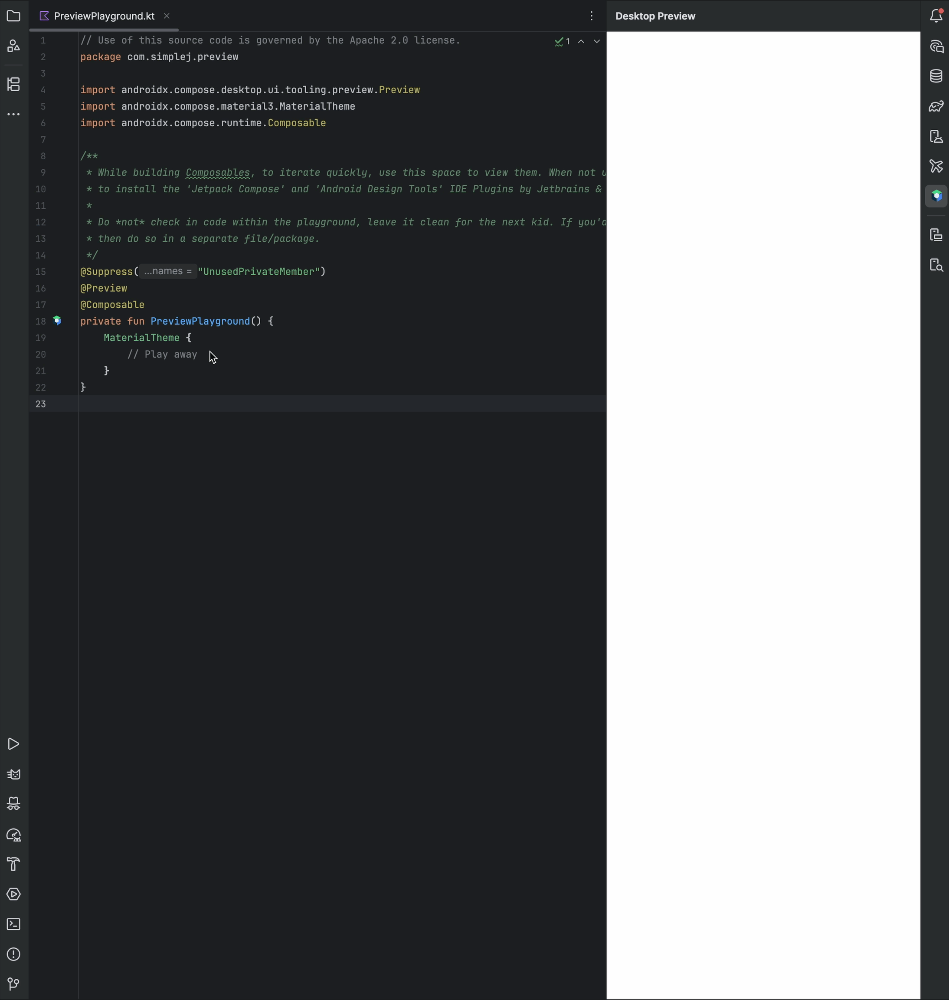 PreviewPlayground.kt
Desktop Preview
1
1 // Use of this source code is governed by the Apache 2.0 license.
2 package com.simplej.preview
3
4 import androidx.compose.desktop.ui.tooling.preview.Preview
5 import androidx.compose.material3.MaterialTheme
6 import androidx.compose.runtime.Composable
7
8 /**
9 * While building Composables, to iterate quickly, use this space to view them. When not
10 * to install the 'Jetpack Compose' and 'Android Design Tools' IDE Plugins by Jetbrains &
11 *
12 * Do *not* check in code within the playground, leave it clean for the next kid. If
13 * then do so in a separate file/package.
14 */
15 @Suppress( ...names = "UnusedPrivateMember")
16 @Preview
17 @Composable
18 private fun PreviewPlayground() {
19 MaterialTheme {
20 // Play away
21 }
22 }
23